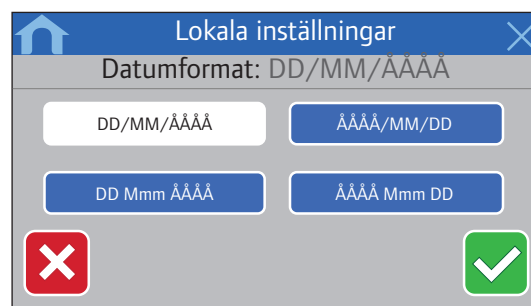 Lokala inställningar
Datumformat: DD/MM/ÅÅÅÅ
DD/MM/ÅÅÅÅ
ÅÅÅÅ/MM/DD
DD Mmm ÅÅÅÅ
ÅÅÅÅ Mmm DD